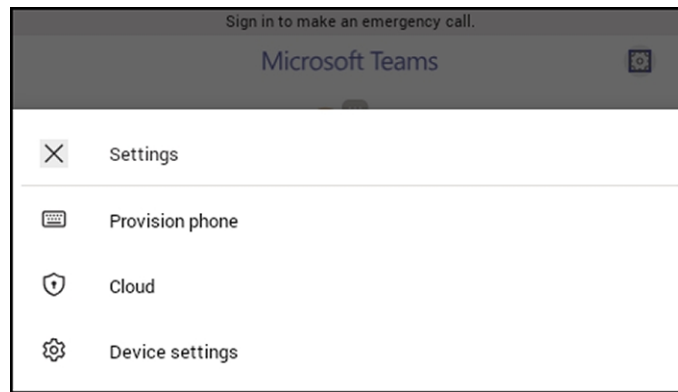 Sign in to make an emergency call.
Microsoft Teams
Settings
Provision phone
Cloud
Device settings